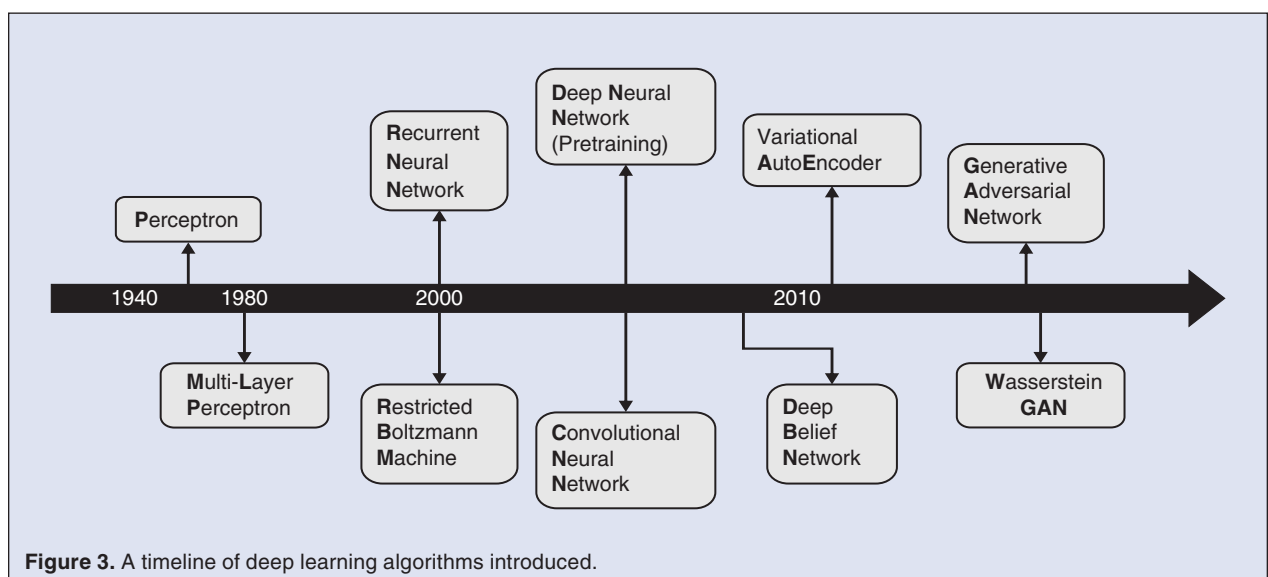 Deep Neural
Network
(Pretraining)
Recurrent
Neural
Network
Variational
AutoEncoder
Generative
Adversarial
Network
Perceptron
1940 1980 2000 2010
Multi-Layer
Perceptron
Restricted
Boltzmann
Machine
Convolutional
Neural
Network
Deep
Belief
Network
Wasserstein
GAN
Figure 3. A timeline of deep learning algorithms introduced.